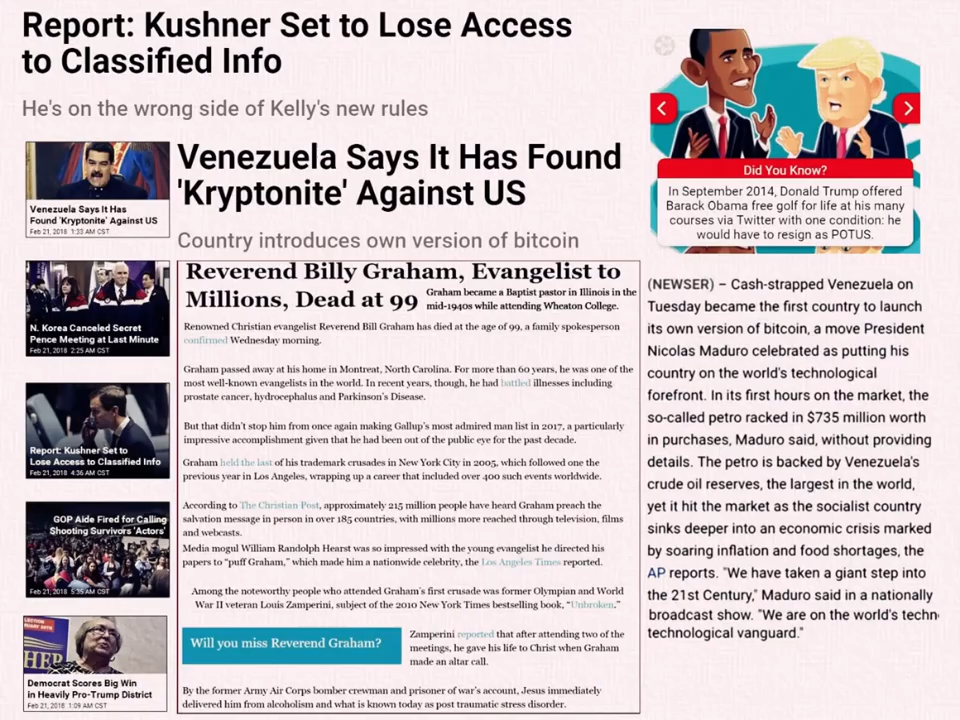 Report: Kushner Set to Lose Access
to Classified Info
He's on the wrong side of Kelly's new rules
Venezuela Says It Has
Found 'Kryptonite' Against US
Feb 21, 2018 1:33 AM CST
N. Korea Canceled Secret
Pence Meeting at Last Minute
Feb 21, 2018 2:25 AM CST
Report: Kushner Set to
Lose Access to Classified Info
Feb 21, 2018 4:36 AM CST
GOP Aide Fired for Calling
Shooting Survivors 'Actors'
Feb 21, 2018 5:35 AM CST
Democrat Scores Big Win
in Heavily Pro-Trump District
Feb 21, 2018 1:09 AM CST
Venezuela Says It Has Found
'Kryptonite' Against US
Country introduces own version of bitcoin
Reverend Billy Graham, Evangelist to
Millions, Dead at 99
Graham became a Baptist pastor in Illinois in the
mid-1940s while attending Wheaton College.
Renowned Christian evangelist Reverend Bill Graham has died at the age of 99, a family spokesperson
confirmed Wednesday morning.
Graham passed away at his home in Montreat, North Carolina. For more than 60 years, he was one of the
most well-known evangelists in the world. In recent years, though, he had battled illnesses including
prostate cancer, hydrocephalus and Parkinson's Disease.
But that didn't stop him from once again making Gallup's most admired man list in 2017, a particularly
impressive accomplishment given that he had been out of the public eye for the past decade.
Graham held the last of his trademark crusades in New York City in 2005, which followed one the
previous year in Los Angeles, wrapping up a career that included over 400 such events worldwide.
According to The Christian Post, approximately 215 million people have heard Graham preach the
salvation message in person in over 185 countries, with millions more reached through television, films
and webcasts.
Media mogul William Randolph Hearst was so impressed with the young evangelist he directed his
papers to "puff Graham," which made him a nationwide celebrity, the Los Angeles Times reported.
Among the noteworthy people who attended Graham's first crusade was former Olympian and World
War II veteran Louis Zamperini, subject of the 2010 New York Times bestselling book, "Unbroken."
Will you miss Reverend Graham?
Zamperini reported that after attending two of the
meetings, he gave his life to Christ when Graham
made an altar call.
By the former Army Air Corps bomber crewman and prisoner of war's account, Jesus immediately
delivered him from alcoholism and what is known today as post traumatic stress disorder.
Did You Know?
In September 2014, Donald Trump offered
Barack Obama free golf for life at his many
courses via Twitter with one condition: he
would have to resign as POTUS.
(NEWSER) – Cash-strapped Venezuela on
Tuesday became the first country to launch
its own version of bitcoin, a move President
Nicolas Maduro celebrated as putting his
country on the world's technological
forefront. In its first hours on the market, the
so-called petro racked in $735 million worth
in purchases, Maduro said, without providing
details. The petro is backed by Venezuela's
crude oil reserves, the largest in the world,
yet it hit the market as the socialist country
sinks deeper into an economic crisis marked
by soaring inflation and food shortages, the
AP reports. "We have taken a giant step into
the 21st Century," Maduro said in a nationally
broadcast show. "We are on the world's techn
technological vanguard."